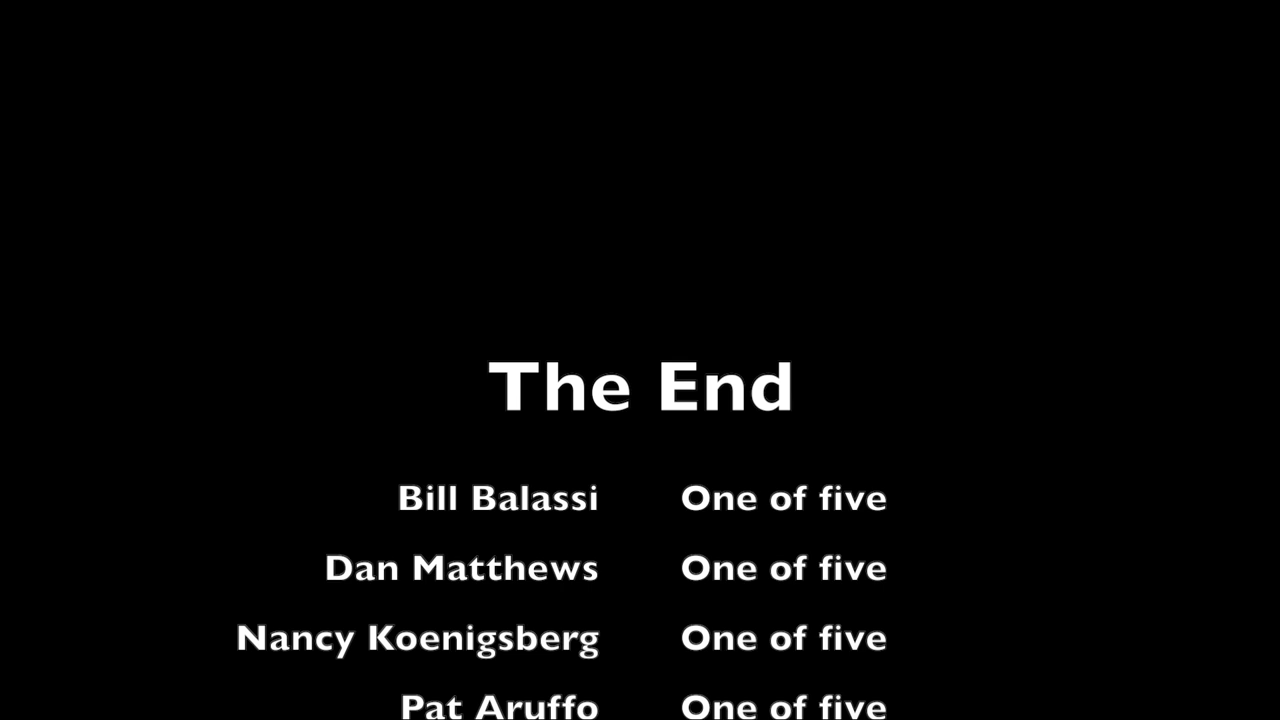 The End
Bill Balassi One of five
Dan Matthews One of five
Nancy Koenigsberg One of five
Pat Aruffo One of five